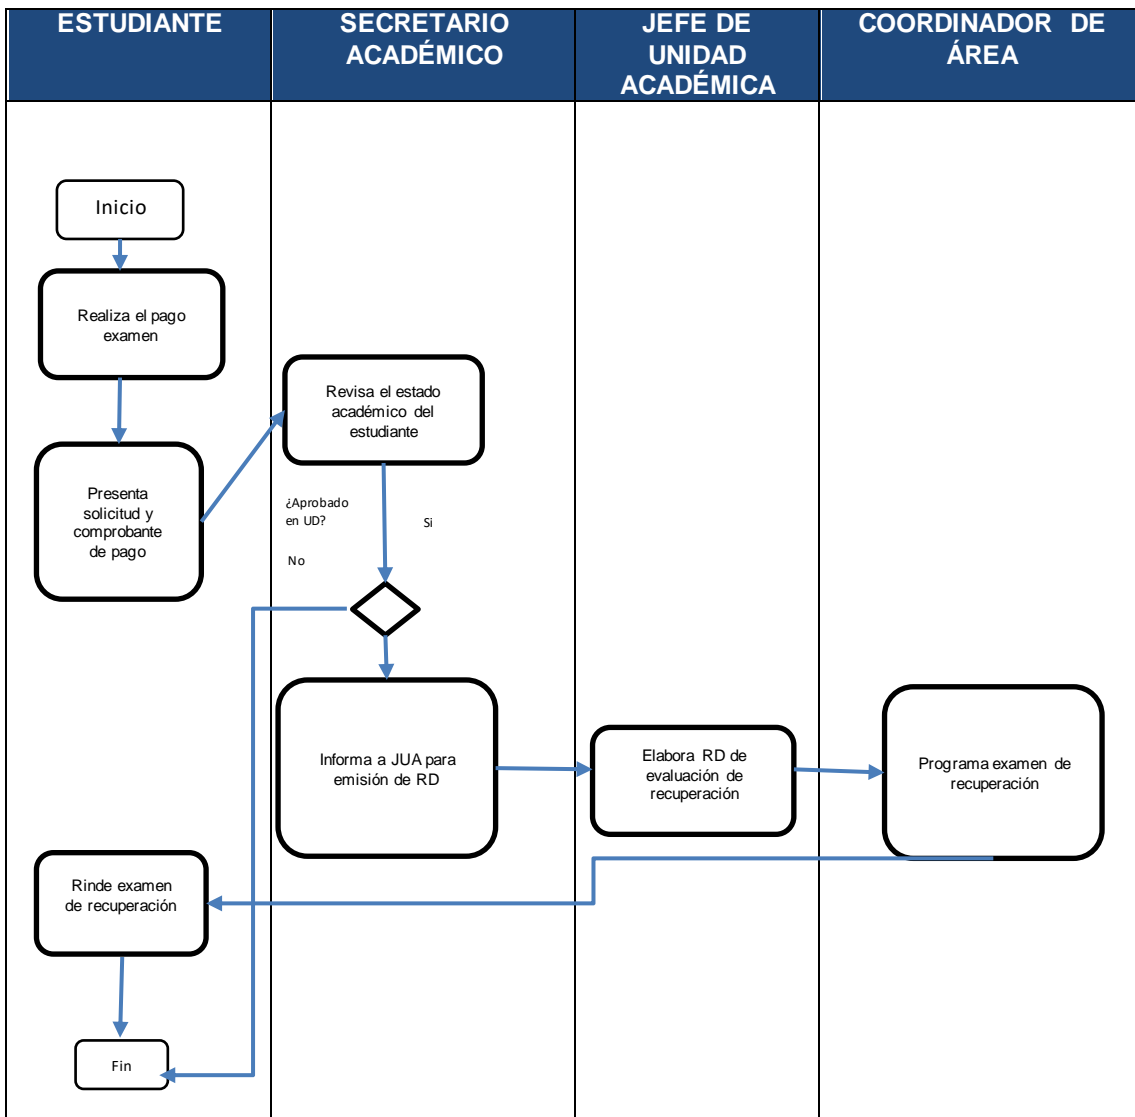 ESTUDIANTE
SECRETARIO
ACADÉMICO
JEFE DE
UNIDAD
ACADÉMICA
COORDINADOR DE
ÁREA
Inicio
Realiza el pago
examen
Presenta
solicitud y
comprobante
de pago
Revisa el estado
académico del
estudiante
¿Aprobado
en UD?
Si
No
Informa a JUA para
emisión de RD
Elabora RD de
evaluación de
recuperación
Programa examen de
recuperación
Rinde examen
de recuperación
Fin